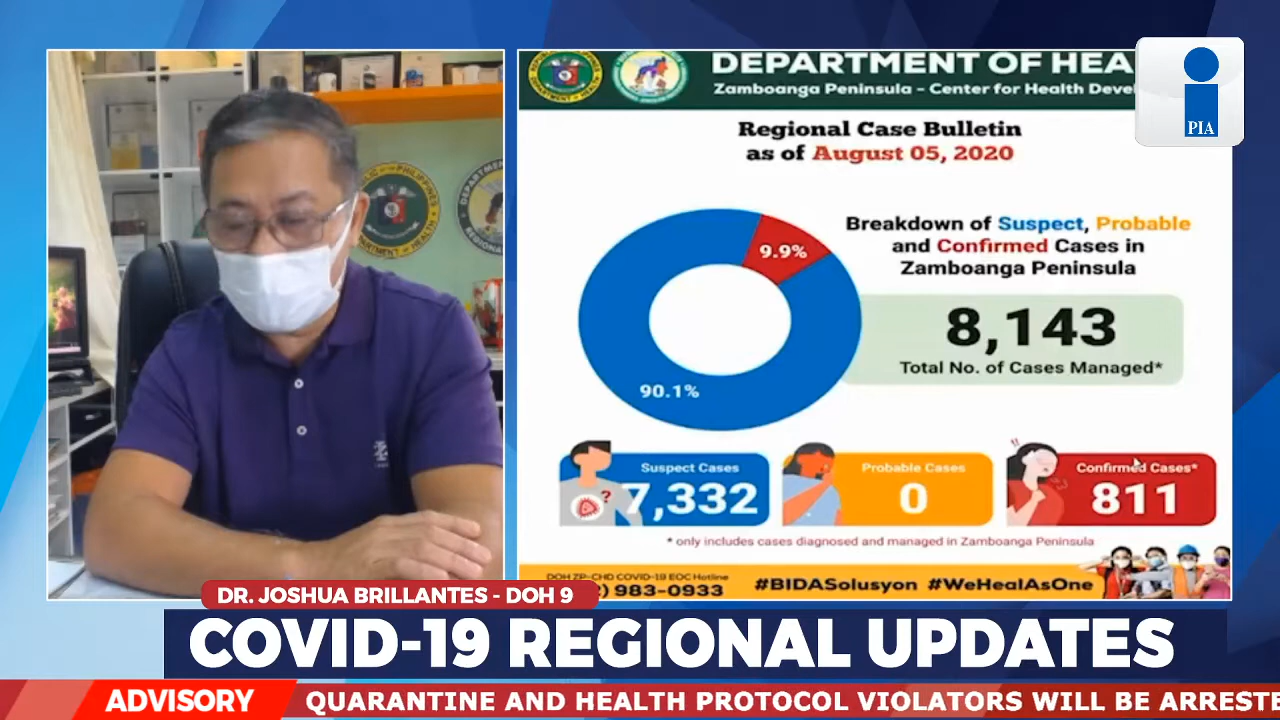 DEPARTMENT OF HEA
Zamboanga Peninsula - Center for Health Deve
PIA
Regional Case Bulletin
as of August 05, 2020
Breakdown of Suspect, Probable
and Confirmed Cases in
Zamboanga Peninsula
9.9%
90.1%
8,143
Total No. of Cases Managed*
Suspect Cases
7,332
?
Probable Cases
0
Confirmed Cases*
811
* only includes cases diagnosed and managed in Zamboanga Peninsula
DOH ZP-CHD COVID-19 EOC Hotline
) 983-0933
#BIDASolusyon #WeHealAsOne
DR. JOSHUA BRILLANTES - DOH 9
COVID-19 REGIONAL UPDATES
ADVISORY
QUARANTINE AND HEALTH PROTOCOL VIOLATORS WILL BE ARRESTE